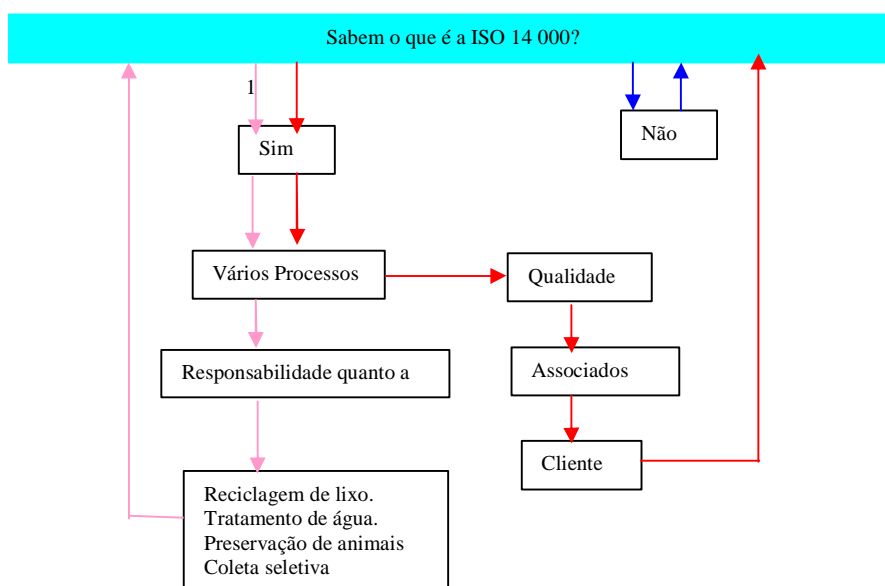 Sabem o que é a ISO 14 000?
1
Sim
Não
Vários Processos
Qualidade
Responsabilidade quanto a
Associados
Cliente
Reciclagem de lixo.
Tratamento de água.
Preservação de animais
Coleta seletiva